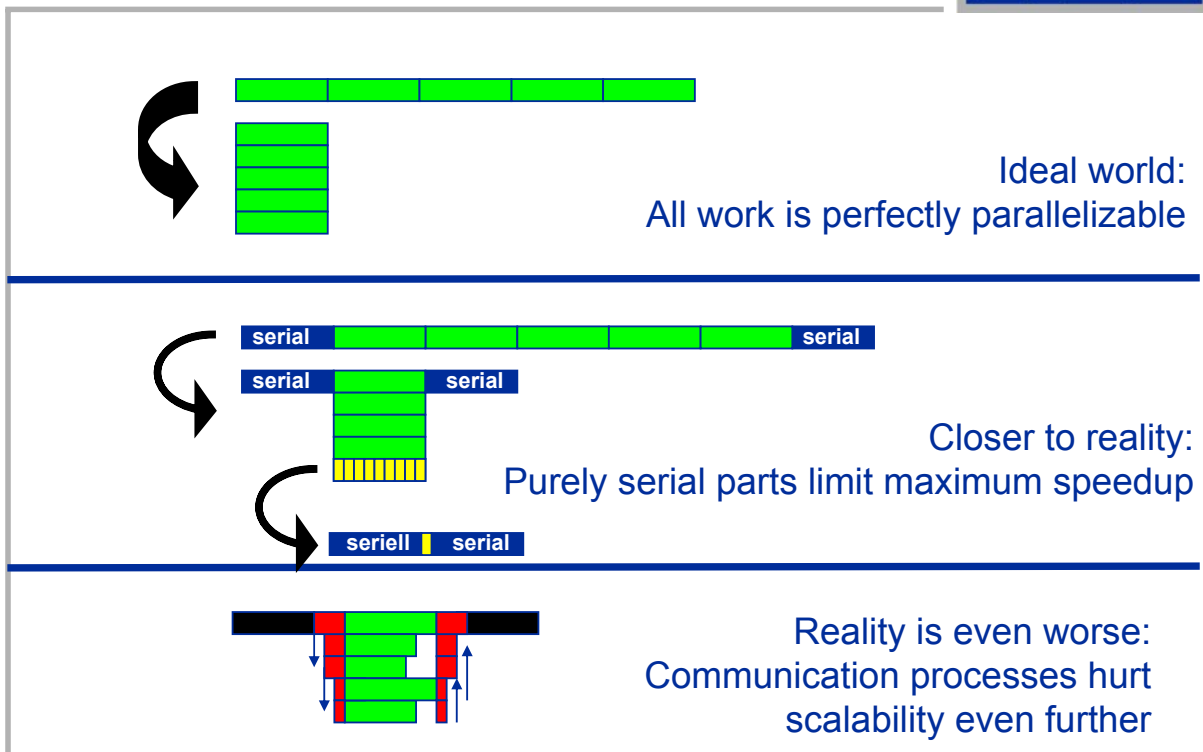 Ideal world:
All work is perfectly parallelizable
serial serial
serial serial
Closer to reality:
Purely serial parts limit maximum speedup
seriell serial
Reality is even worse:
Communication processes hurt
scalability even further